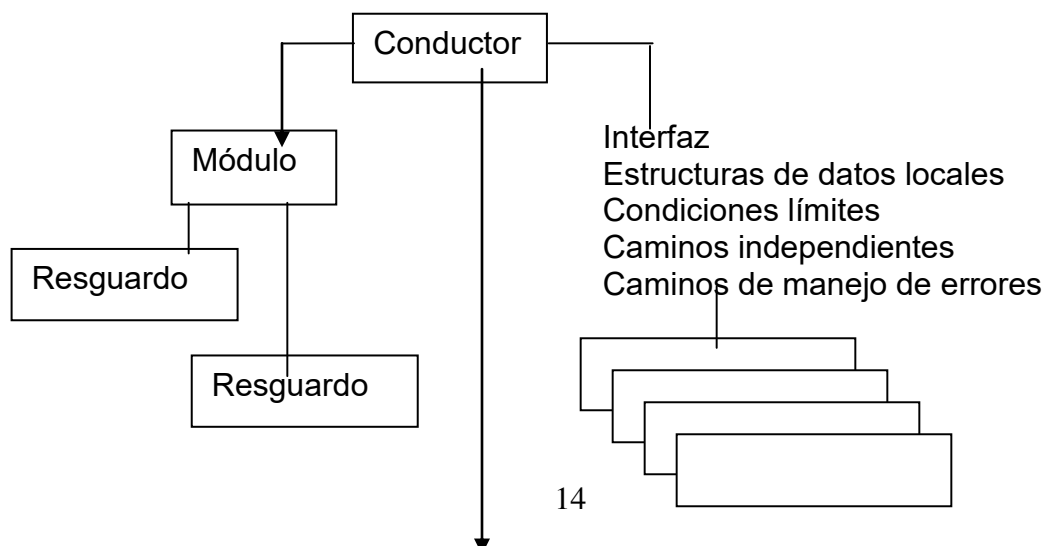 Conductor
Módulo
Resguardo
Resguardo
Interfaz
Estructuras de datos locales
Condiciones límites
Caminos independientes
Caminos de manejo de errores
14